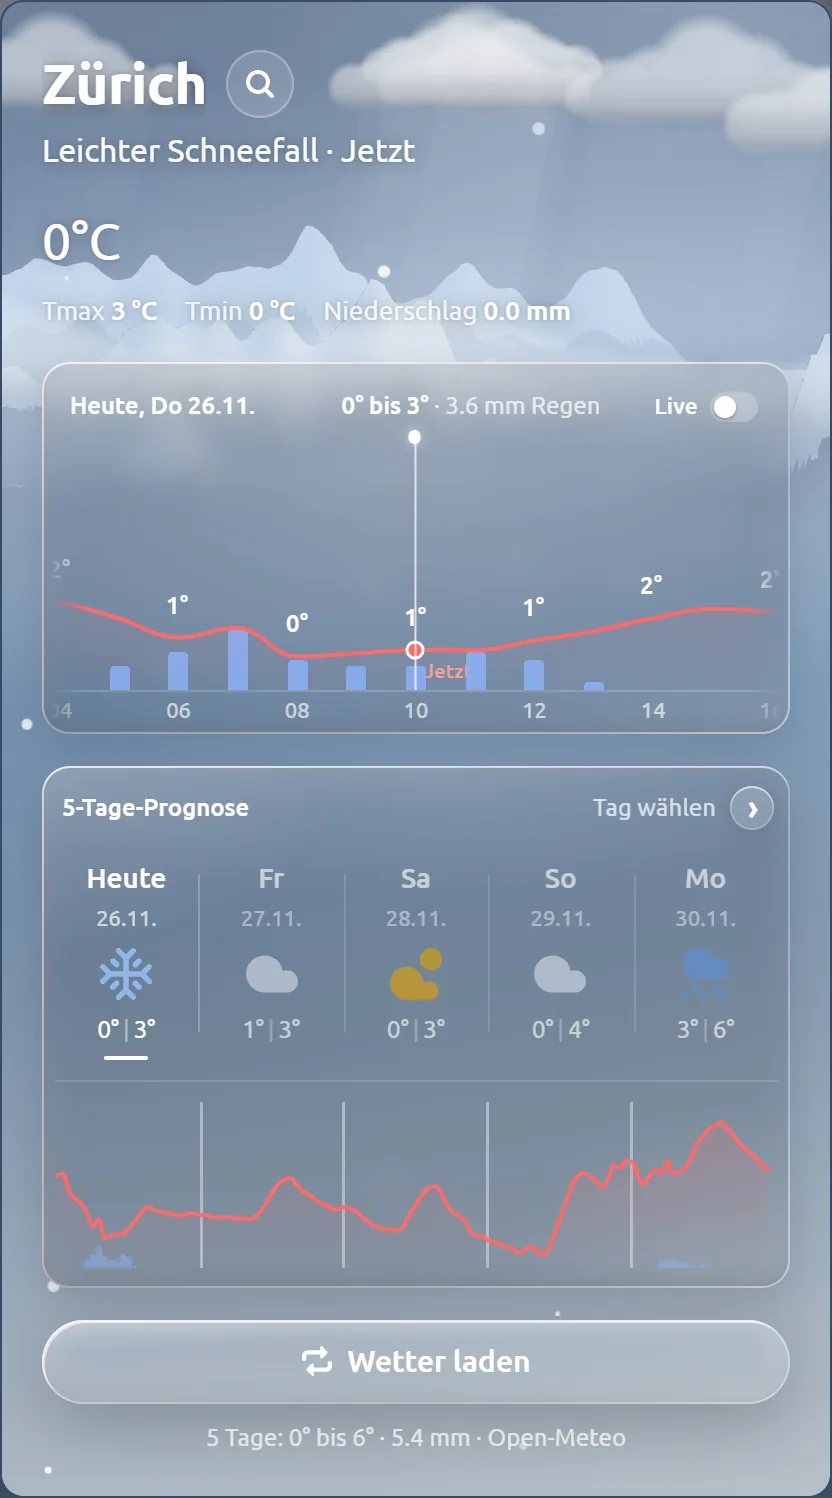 Zürich
Leichter Schneefall · Jetzt
0°C
Tmax 3 °C Tmin 0 °C Niederschlag 0.0 mm
Heute, Do 26.11. 0° bis 3° · 3.6 mm Regen Live
2° 1° 0° 1° 1° 2° 2°
Jetzt
04 06 08 10 12 14 16
5-Tage-Prognose Tag wählen ›
Heute Fr Sa So Mo
26.11. 27.11. 28.11. 29.11. 30.11.
0°|3° 1°|3° 0°|3° 0°|4° 3°|6°
Wetter laden
5 Tage: 0° bis 6° · 5.4 mm · Open-Meteo